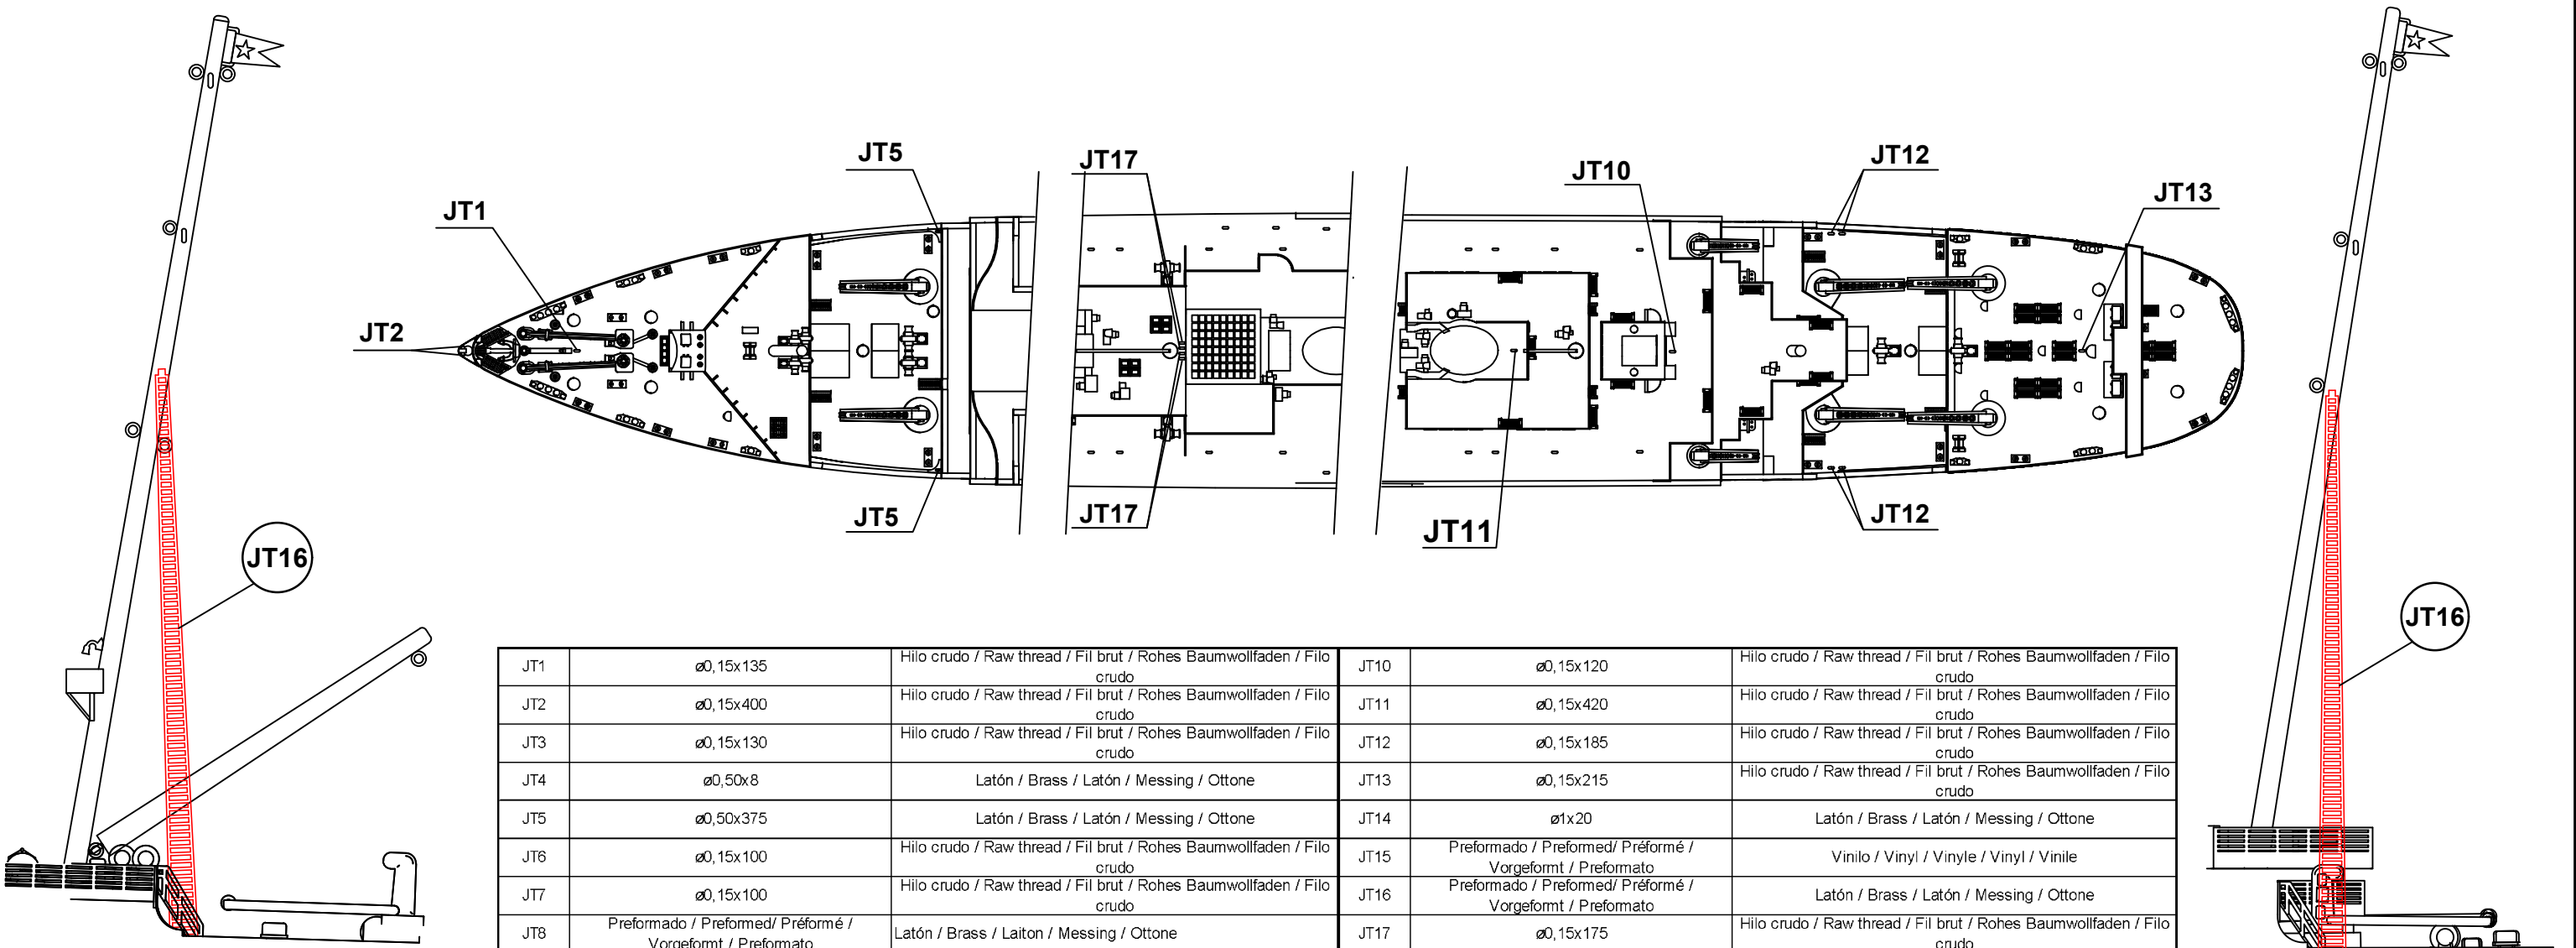 JT5
JT17
JT10
JT12
JT13
JT1
JT2
JT5
JT17
JT11
JT12
JT16
JT16
JT1 ø0,15x135 Hilo crudo / Raw thread / Fil brut / Rohes Baumwollfaden / Filo
crudo
JT10 ø0,15x120 Hilo crudo / Raw thread / Fil brut / Rohes Baumwollfaden / Filo
crudo
JT2 ø0,15x400 Hilo crudo / Raw thread / Fil brut / Rohes Baumwollfaden / Filo
crudo
JT11 ø0,15x420 Hilo crudo / Raw thread / Fil brut / Rohes Baumwollfaden / Filo
crudo
JT3 ø0,15x130 Hilo crudo / Raw thread / Fil brut / Rohes Baumwollfaden / Filo
crudo
JT12 ø0,15x185 Hilo crudo / Raw thread / Fil brut / Rohes Baumwollfaden / Filo
crudo
JT4 ø0,50x8 Latón / Brass / Latón / Messing / Ottone
JT13 ø0,15x215 Hilo crudo / Raw thread / Fil brut / Rohes Baumwollfaden / Filo
crudo
JT5 ø0,50x375 Latón / Brass / Latón / Messing / Ottone
JT14 ø1x20 Latón / Brass / Latón / Messing / Ottone
JT6 ø0,15x100 Hilo crudo / Raw thread / Fil brut / Rohes Baumwollfaden / Filo
crudo
JT15 Preformado / Preformed/ Préformé /
Vorgeformt / Preformato
Vinilo / Vinyl / Vinyle / Vinyl / Vinile
JT7 ø0,15x100 Hilo crudo / Raw thread / Fil brut / Rohes Baumwollfaden / Filo
crudo
JT16 Preformado / Preformed/ Préformé /
Vorgeformt / Preformato
Latón / Brass / Latón / Messing / Ottone
JT8 Preformado / Preformed/ Préformé /
Vorgeformt / Preformato
Latón / Brass / Laiton / Messing / Ottone
JT17 ø0,15x175 Hilo crudo / Raw thread / Fil brut / Rohes Baumwollfaden / Filo
crudo